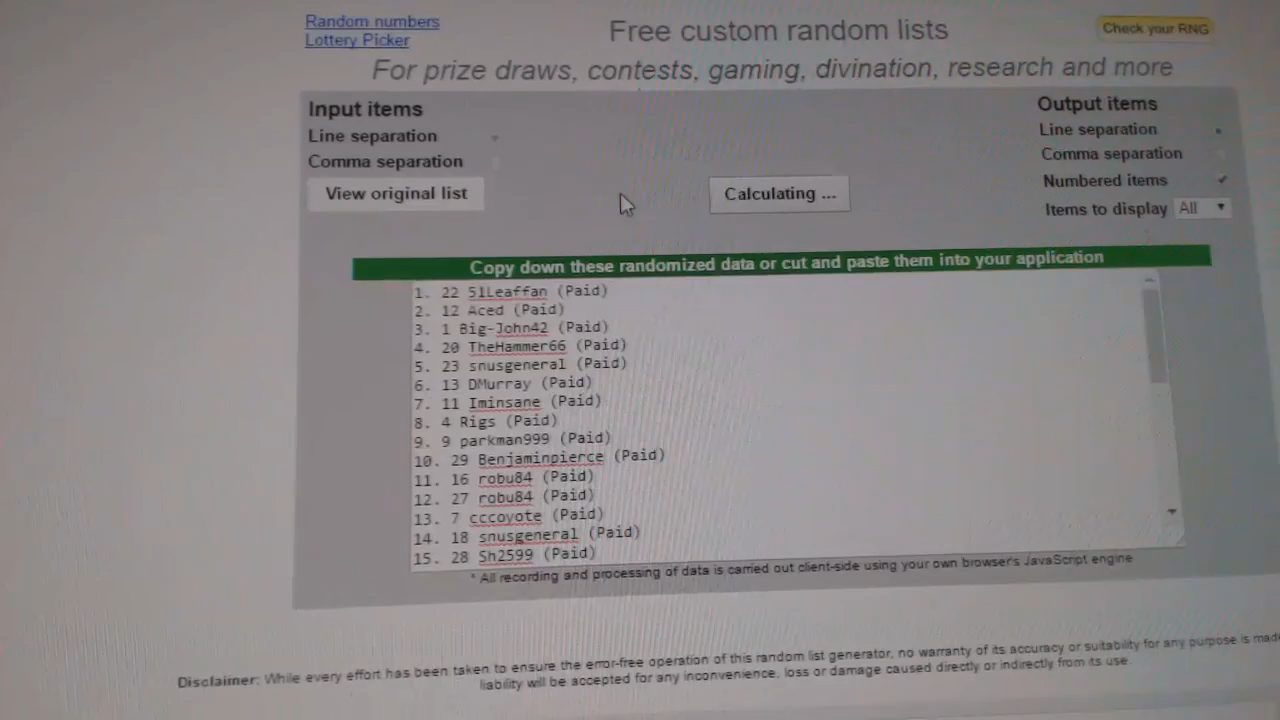 Random numbers
Lottery Picker
Free custom random lists
Check your RNG
For prize draws, contests, gaming, divination, research and more
Input items
Line separation
Comma separation
View original list
Calculating ...
Output items
Line separation
Comma separation
Numbered items
Items to display All
Copy down these randomized data or cut and paste them into your application
1. 22 51Leaffan (Paid)
2. 12 Aced (Paid)
3. 1 Big-John42 (Paid)
4. 20 TheHammer66 (Paid)
5. 23 snusgeneral (Paid)
6. 13 DMurray (Paid)
7. 11 Iminsane (Paid)
8. 4 Rigs (Paid)
9. 9 parkman999 (Paid)
10. 29 Benjaminpierce (Paid)
11. 16 robu84 (Paid)
12. 27 robu84 (Paid)
13. 7 cccoyote (Paid)
14. 18 snusgeneral (Paid)
15. 28 Sh2599 (Paid)
* All recording and processing of data is carried out client-side using your own browser's JavaScript engine
Disclaimer: While every effort has been taken to ensure the error-free operation of this random list generator, no warranty of its accuracy or suitability for any purpose is mad
liability will be accepted for any inconvenience, loss or damage caused directly or indirectly from its use.